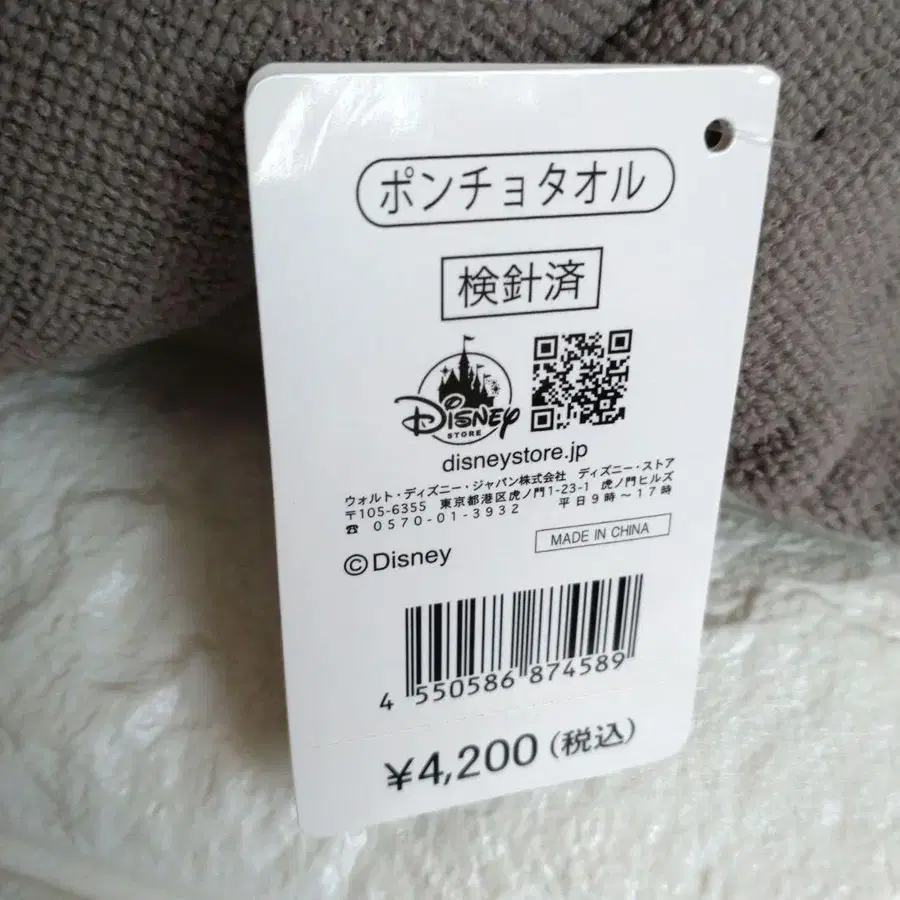 ポンチョタオル
検針済
Disney
STORE
disneystore.jp
ウォルト・ディズニー・ジャパン株式会社 ディズニー・ストア
〒105-6355 東京都港区虎ノ門1-23-1 虎ノ門ヒルズ
☎ 0570-01-3932 平日9時～17時
©Disney
MADE IN CHINA
4 550586 874589
¥4,200(税込)